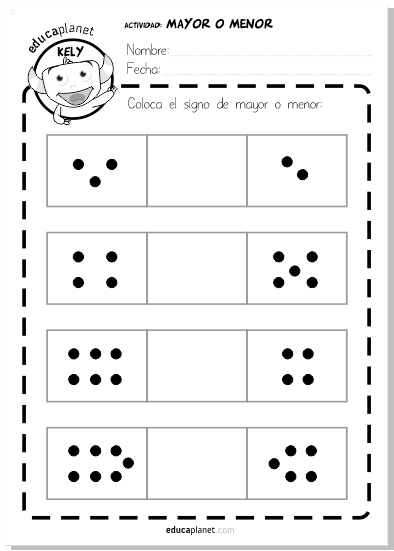 educaplanet
KELY
ACTIVIDAD: MAYOR O MENOR
Nombre:
Fecha:
Coloca el signo de mayor o menor:
educaplanet.com